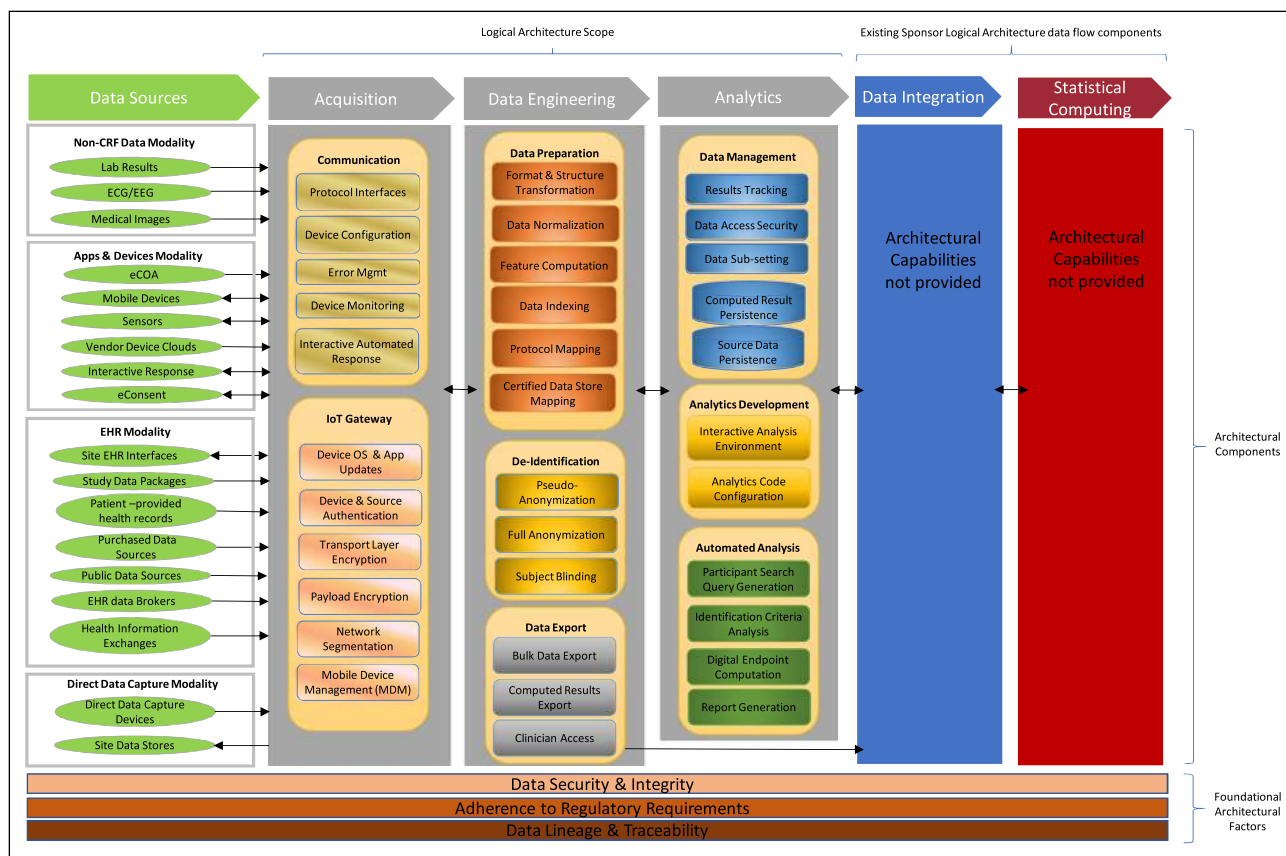 Logical Architecture Scope
Existing Sponsor Logical Architecture data flow components
Data Sources
Acquisition
Data Engineering
Analytics
Data Integration
Statistical
Computing
Non-CRF Data Modality
Lab Results
ECG/EEG
Medical Images
Apps & Devices Modality
eCOA
Mobile Devices
Sensors
Vendor Device Clouds
Interactive Response
eConsent
EHR Modality
Site EHR Interfaces
Study Data Packages
Patient –provided
health records
Purchased Data
Sources
Public Data Sources
EHR data Brokers
Health Information
Exchanges
Direct Data Capture Modality
Direct Data Capture
Devices
Site Data Stores
Communication
Protocol Interfaces
Device Configuration
Error Mgmt
Device Monitoring
Interactive Automated
Response
IoT Gateway
Device OS & App
Updates
Device & Source
Authentication
Transport Layer
Encryption
Payload Encryption
Network
Segmentation
Mobile Device
Management (MDM)
Data Preparation
Format & Structure
Transformation
Data Normalization
Feature Computation
Data Indexing
Protocol Mapping
Certified Data Store
Mapping
De-Identification
Pseudo-
Anonymization
Full Anonymization
Subject Blinding
Data Export
Bulk Data Export
Computed Results
Export
Clinician Access
Data Management
Results Tracking
Data Access Security
Data Sub-setting
Computed Result
Persistence
Source Data
Persistence
Analytics Development
Interactive Analysis
Environment
Analytics Code
Configuration
Automated Analysis
Participant Search
Query Generation
Identification Criteria
Analysis
Digital Endpoint
Computation
Report Generation
Architectural
Capabilities
not provided
Architectural
Capabilities
not provided
Architectural
Components
Data Security & Integrity
Adherence to Regulatory Requirements
Data Lineage & Traceability
Foundational
Architectural
Factors